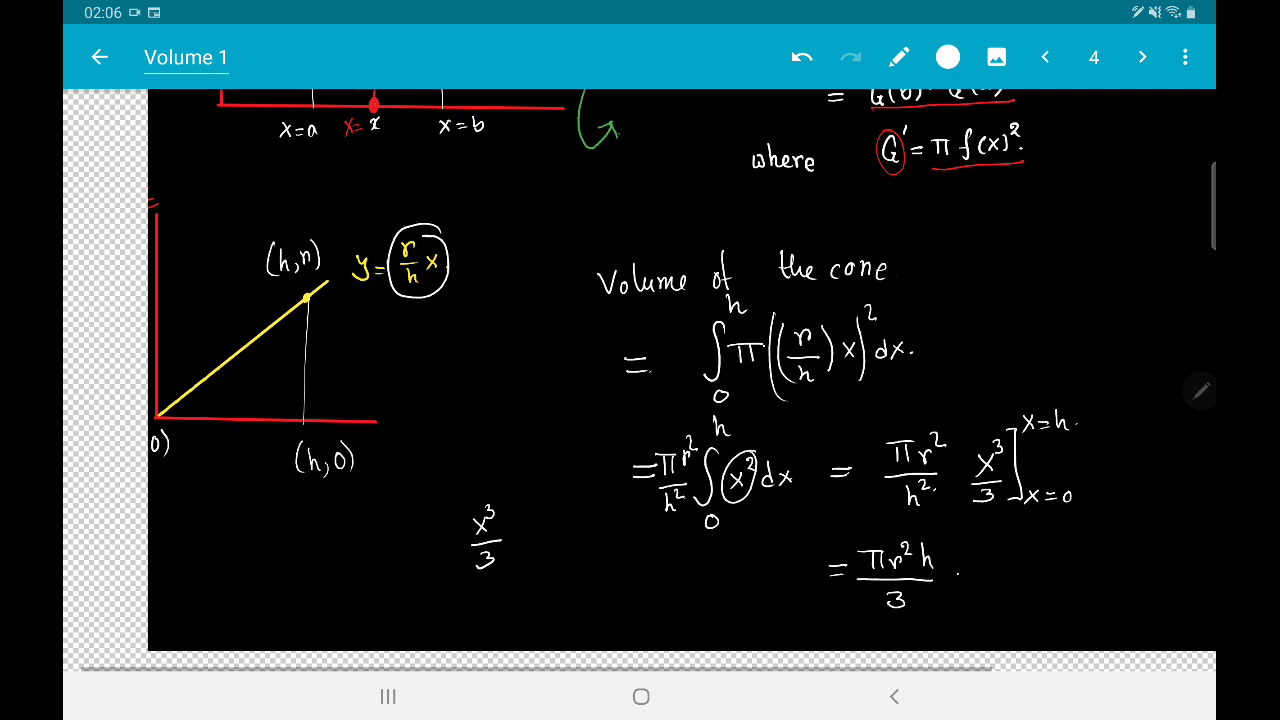 02:06
Volume 1
4
x=a x=x x=b
= G(b) - G(a)
where G' = π f(x)².
(h,r) y = r/h x
Volume of the cone
= ∫₀ʰ π((r/h)x)² dx.
0) (h,0)
= πr²/h² ∫₀ʰ x² dx = πr²/h² x³/3 ]ₓ₌₀ˣ⁼ʰ
x³/3
= πr²h/3 .